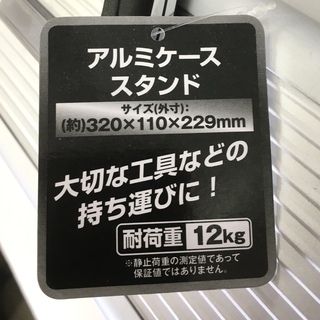 アルミケース
スタンド
サイズ(外寸):
(約)320×110×229mm
大切な工具などの
持ち運びに!
耐荷重 12kg
※静止荷重の測定値であって
保証値ではありません。